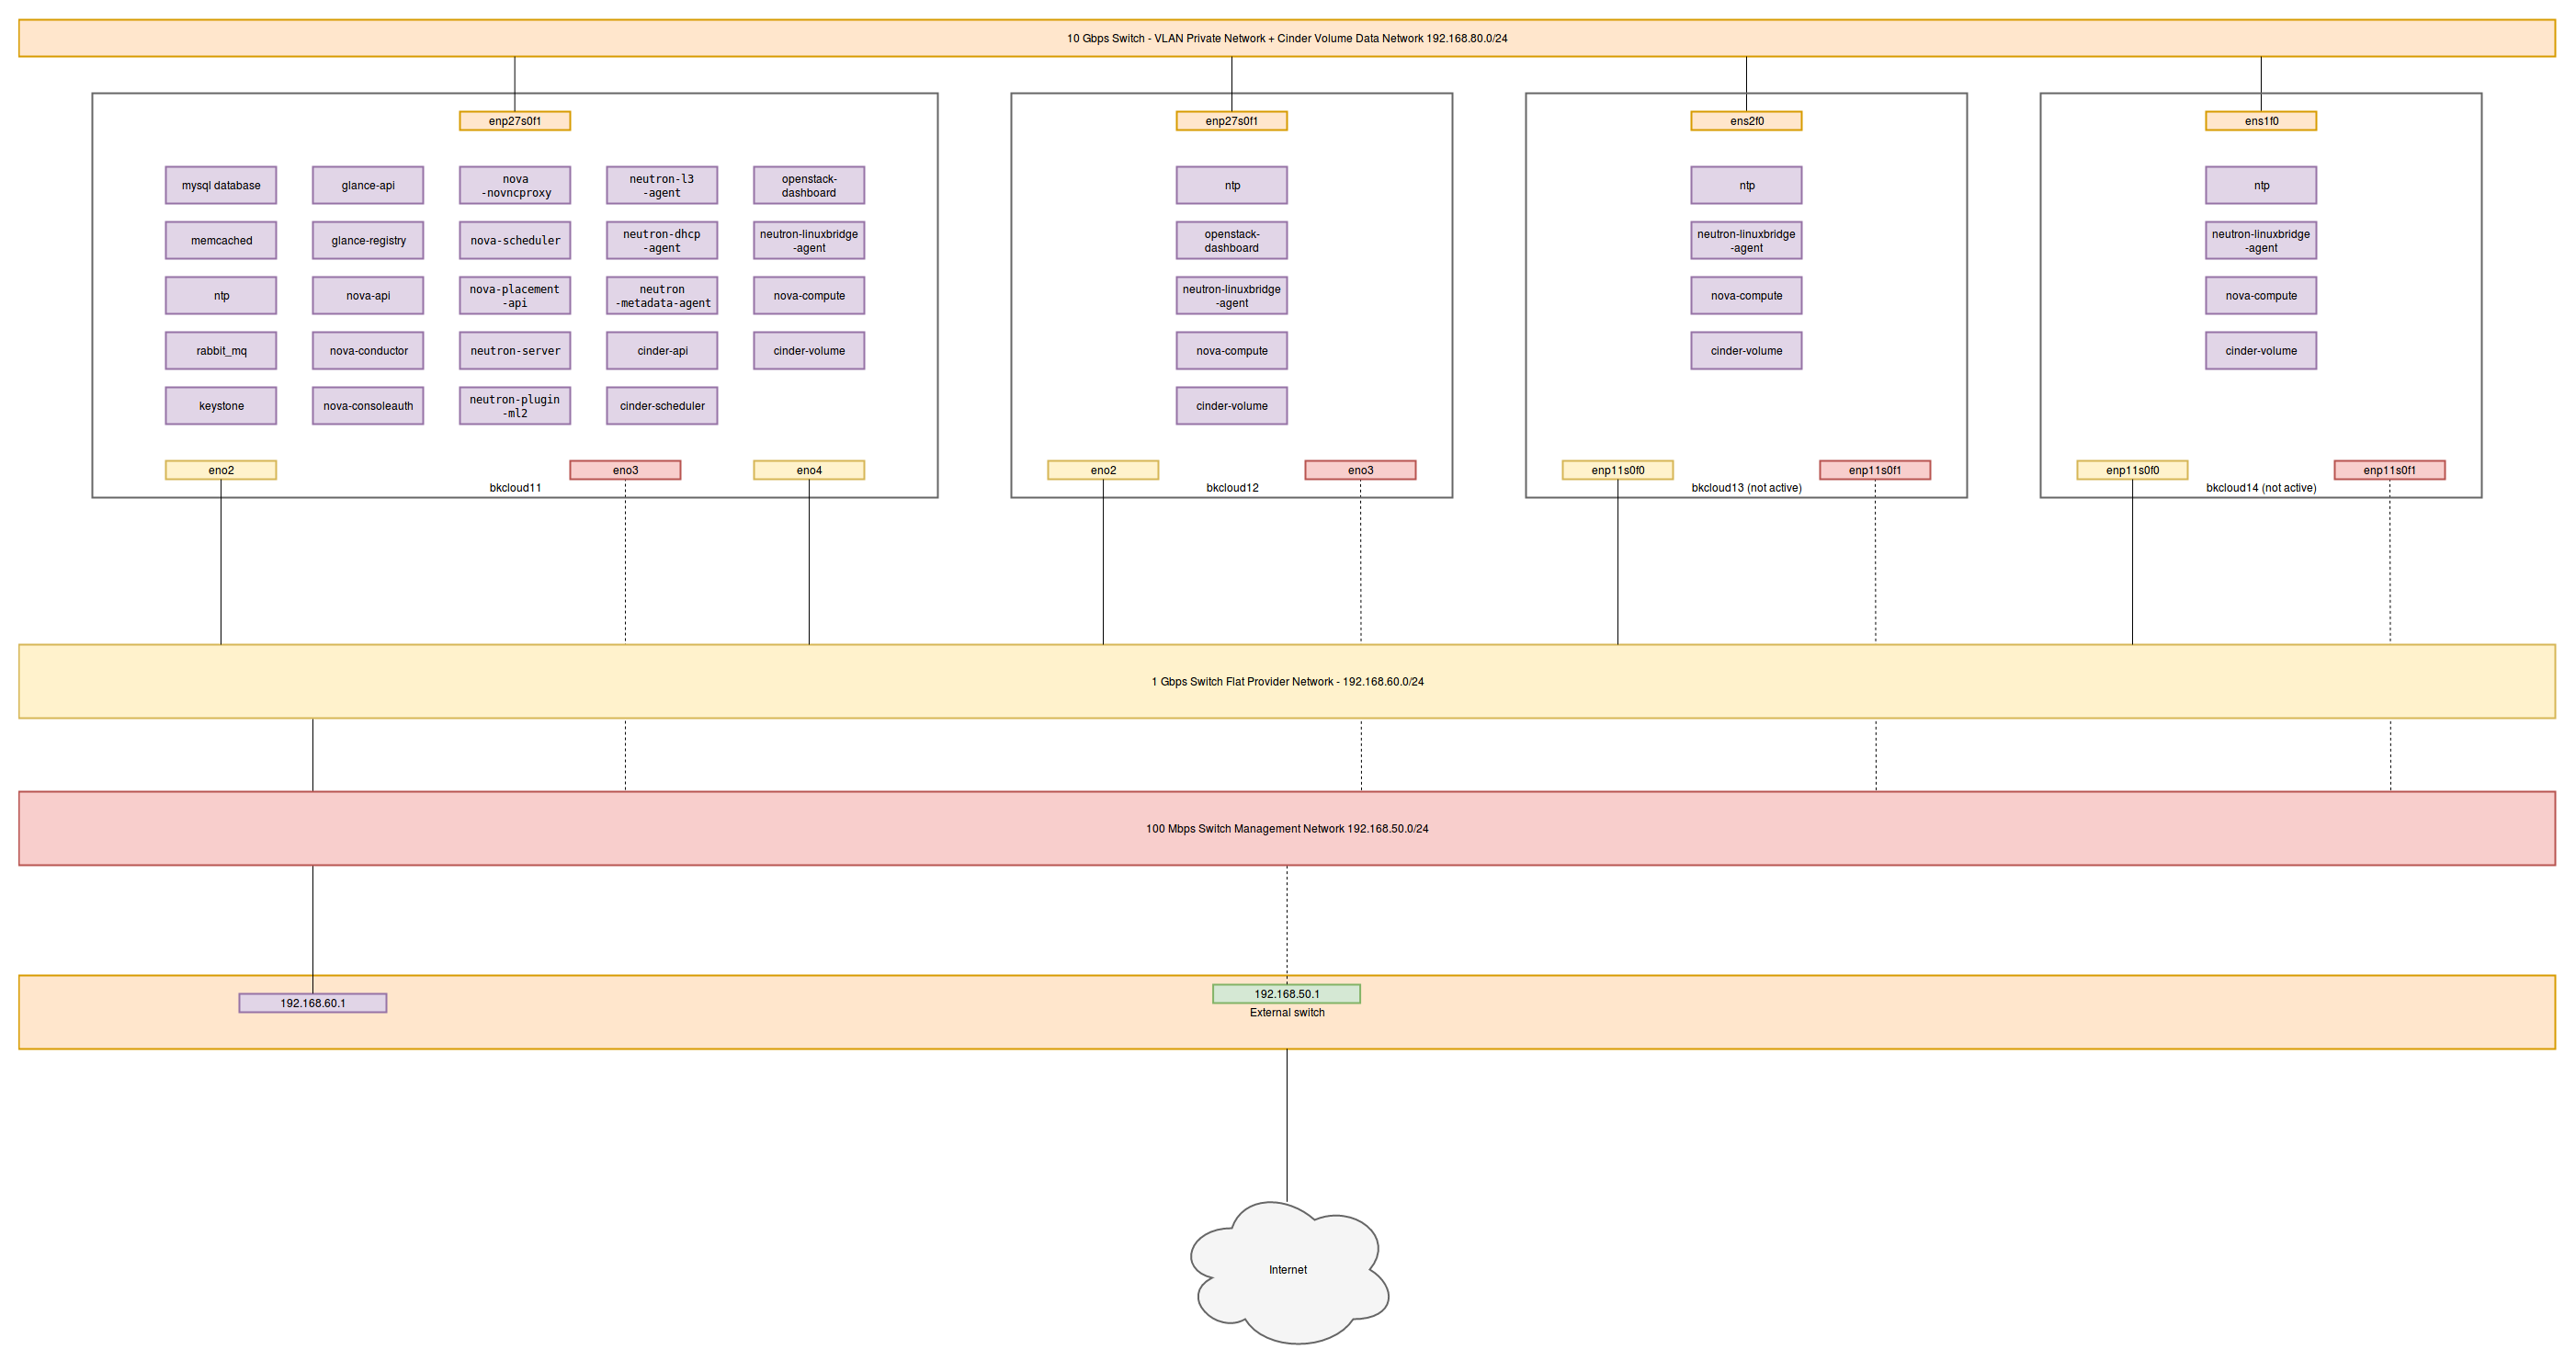 10 Gbps Switch - VLAN Private Network + Cinder Volume Data Network 192.168.80.0/24
enp27s0f1
mysql database
glance-api
nova
-novncproxy
neutron-l3
-agent
openstack-
dashboard
memcached
glance-registry
nova-scheduler
neutron-dhcp
-agent
neutron-linuxbridge
-agent
ntp
nova-api
nova-placement
-api
neutron
-metadata-agent
nova-compute
rabbit_mq
nova-conductor
neutron-server
cinder-api
cinder-volume
keystone
nova-consoleauth
neutron-plugin
-ml2
cinder-scheduler
eno2
eno3
eno4
bkcloud11
enp27s0f1
ntp
openstack-
dashboard
neutron-linuxbridge
-agent
nova-compute
cinder-volume
eno2
eno3
bkcloud12
ens2f0
ntp
neutron-linuxbridge
-agent
nova-compute
cinder-volume
enp11s0f0
enp11s0f1
bkcloud13 (not active)
ens1f0
ntp
neutron-linuxbridge
-agent
nova-compute
cinder-volume
enp11s0f0
enp11s0f1
bkcloud14 (not active)
1 Gbps Switch Flat Provider Network - 192.168.60.0/24
100 Mbps Switch Management Network 192.168.50.0/24
192.168.60.1
192.168.50.1
External switch
Internet